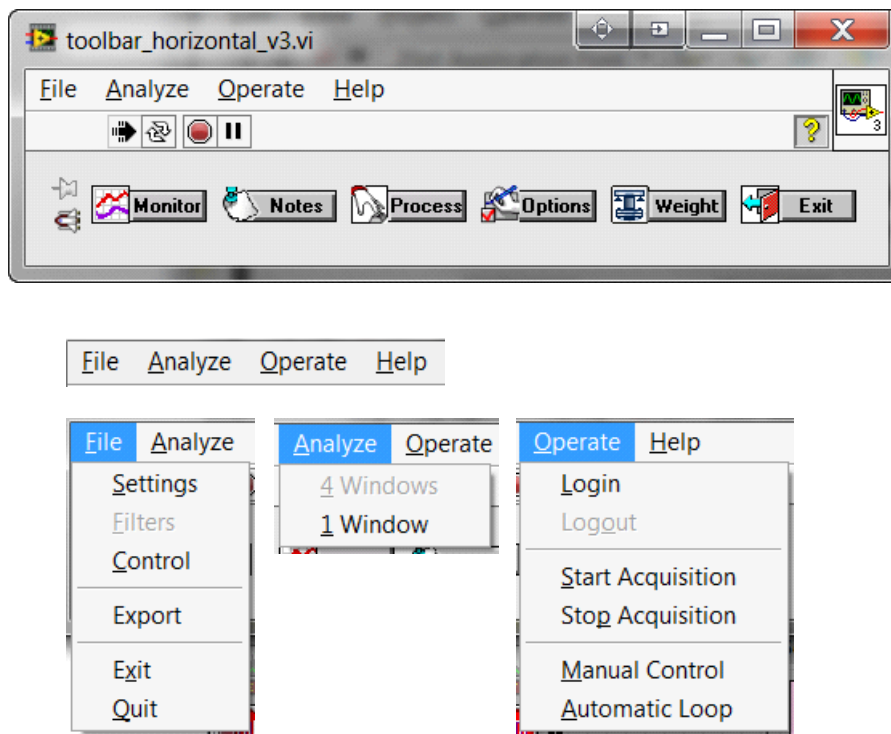 toolbar_horizontal_v3.vi
File Analyze Operate Help
3
Monitor Notes Process Options Weight Exit
File Analyze Operate Help
File Analyze
Settings
Filters
Control
Export
Exit
Quit
Analyze Operate
4 Windows
1 Window
Operate Help
Login
Logout
Start Acquisition
Stop Acquisition
Manual Control
Automatic Loop